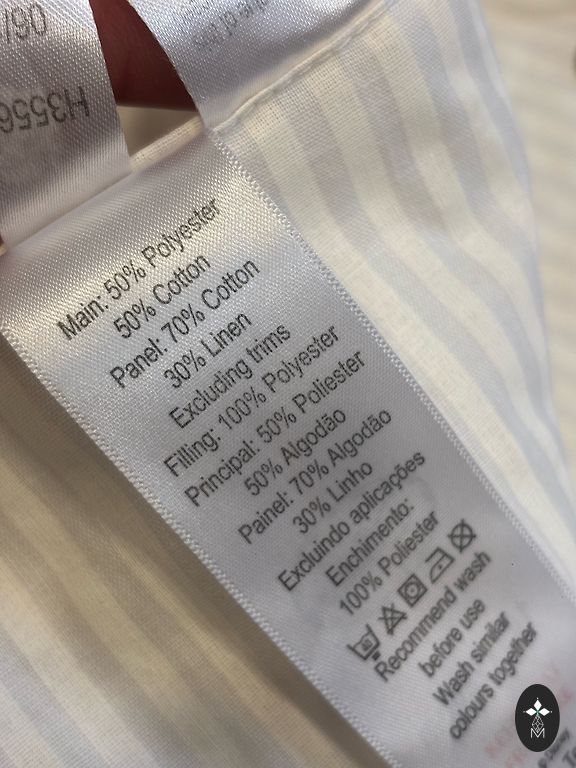 /90
H3556
Main: 50% Polyester
50% Cotton
Panel: 70% Cotton
30% Linen
Excluding trims
Filling: 100% Polyester
Principal: 50% Poliester
50% Algodão
Painel: 70% Algodão
30% Linho
Excluindo aplicações
Enchimento:
100% Poliester
Recommend wash
before use
Wash similar
colours together
M